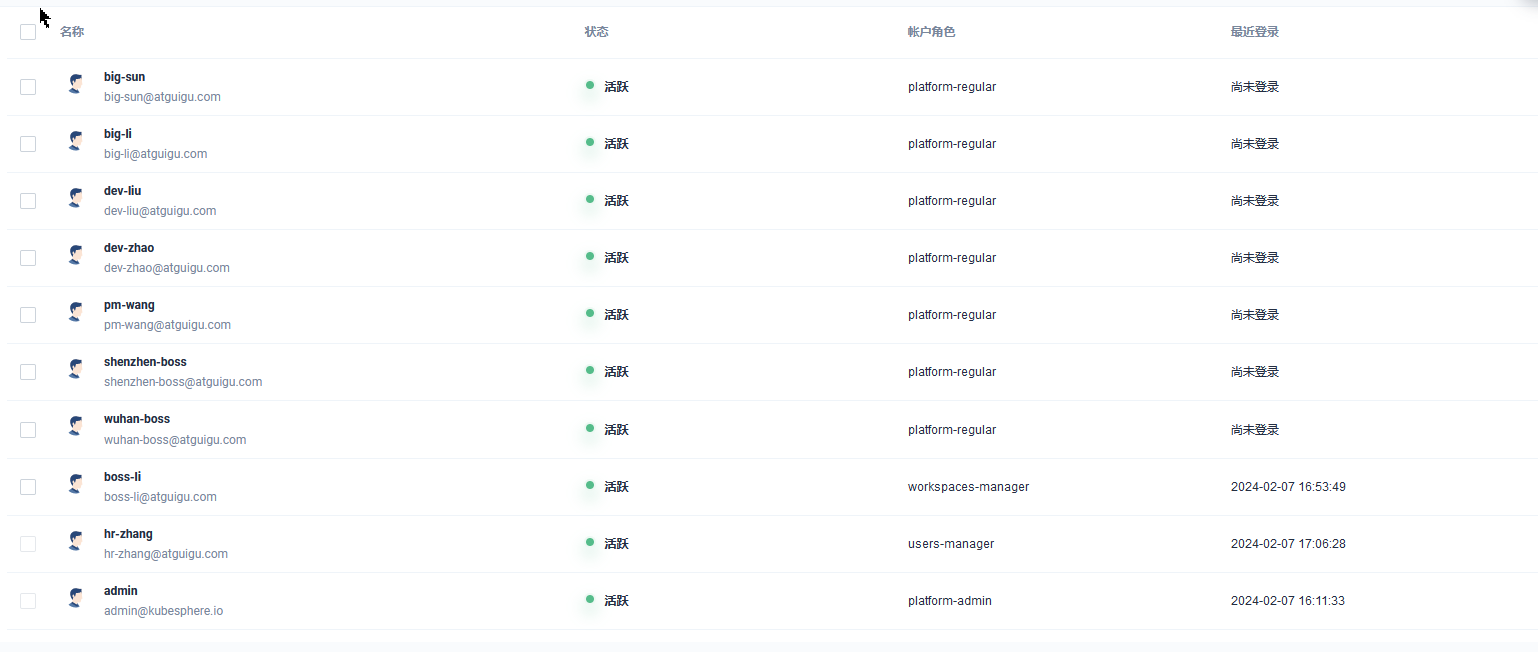 名称 状态 帐户角色 最近登录
big-sun
big-sun@atguigu.com 活跃 platform-regular 尚未登录
big-li
big-li@atguigu.com 活跃 platform-regular 尚未登录
dev-liu
dev-liu@atguigu.com 活跃 platform-regular 尚未登录
dev-zhao
dev-zhao@atguigu.com 活跃 platform-regular 尚未登录
pm-wang
pm-wang@atguigu.com 活跃 platform-regular 尚未登录
shenzhen-boss
shenzhen-boss@atguigu.com 活跃 platform-regular 尚未登录
wuhan-boss
wuhan-boss@atguigu.com 活跃 platform-regular 尚未登录
boss-li
boss-li@atguigu.com 活跃 workspaces-manager 2024-02-07 16:53:49
hr-zhang
hr-zhang@atguigu.com 活跃 users-manager 2024-02-07 17:06:28
admin
admin@kubesphere.io 活跃 platform-admin 2024-02-07 16:11:33